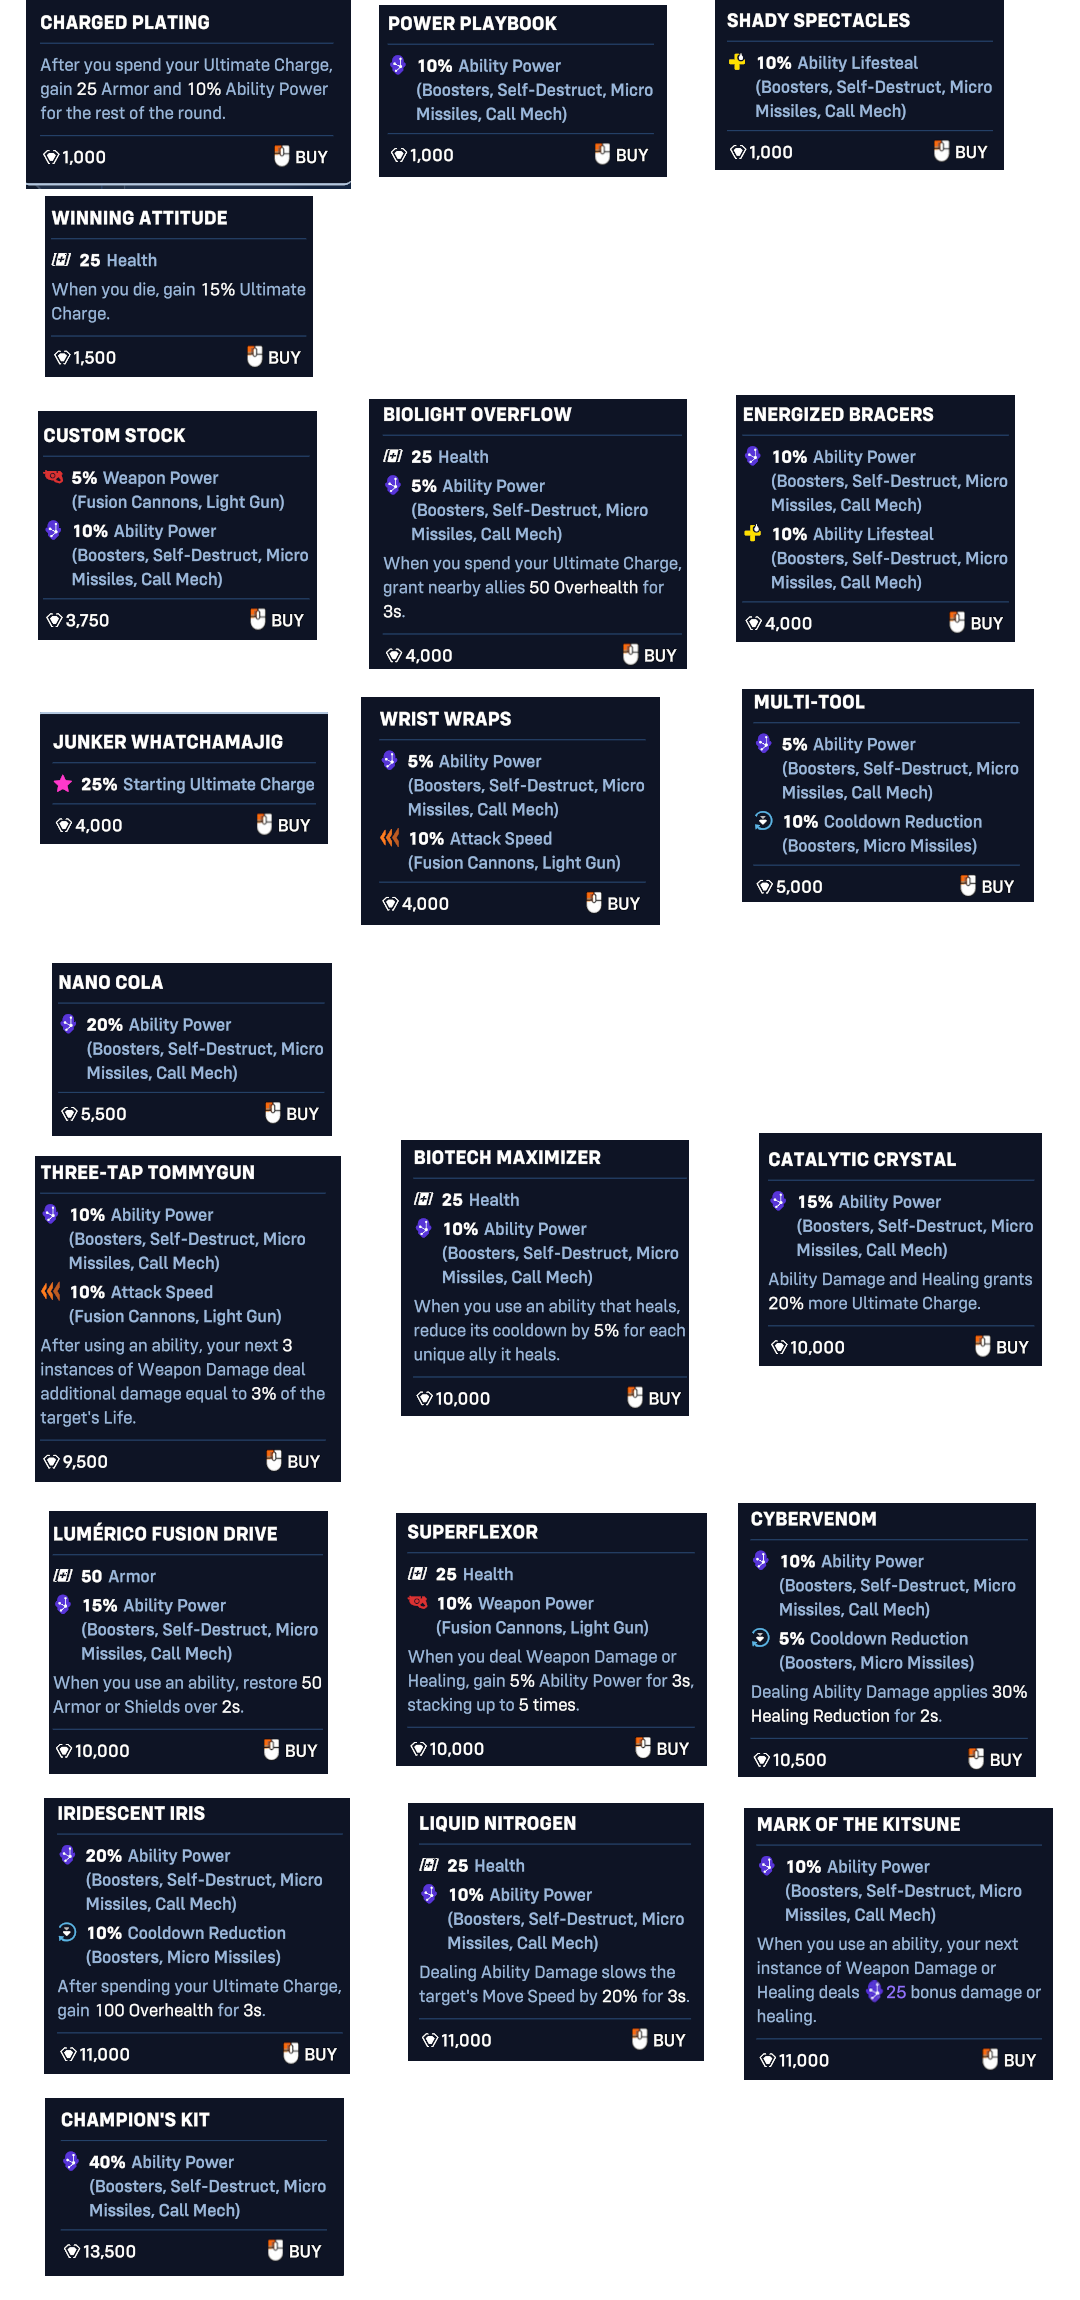 CHARGED PLATING
After you spend your Ultimate Charge,
gain 25 Armor and 10% Ability Power
for the rest of the round.
1,000
BUY
POWER PLAYBOOK
10% Ability Power
(Boosters, Self-Destruct, Micro
Missiles, Call Mech)
1,000
BUY
SHADY SPECTACLES
10% Ability Lifesteal
(Boosters, Self-Destruct, Micro
Missiles, Call Mech)
1,000
BUY
WINNING ATTITUDE
25 Health
When you die, gain 15% Ultimate
Charge.
1,500
BUY
CUSTOM STOCK
5% Weapon Power
(Fusion Cannons, Light Gun)
10% Ability Power
(Boosters, Self-Destruct, Micro
Missiles, Call Mech)
3,750
BUY
BIOLIGHT OVERFLOW
25 Health
5% Ability Power
(Boosters, Self-Destruct, Micro
Missiles, Call Mech)
When you spend your Ultimate Charge,
grant nearby allies 50 Overhealth for
3s.
4,000
BUY
ENERGIZED BRACERS
10% Ability Power
(Boosters, Self-Destruct, Micro
Missiles, Call Mech)
10% Ability Lifesteal
(Boosters, Self-Destruct, Micro
Missiles, Call Mech)
4,000
BUY
JUNKER WHATCHAMAJIG
25% Starting Ultimate Charge
4,000
BUY
WRIST WRAPS
5% Ability Power
(Boosters, Self-Destruct, Micro
Missiles, Call Mech)
10% Attack Speed
(Fusion Cannons, Light Gun)
4,000
BUY
MULTI-TOOL
5% Ability Power
(Boosters, Self-Destruct, Micro
Missiles, Call Mech)
10% Cooldown Reduction
(Boosters, Micro Missiles)
5,000
BUY
NANO COLA
20% Ability Power
(Boosters, Self-Destruct, Micro
Missiles, Call Mech)
5,500
BUY
THREE-TAP TOMMYGUN
10% Ability Power
(Boosters, Self-Destruct, Micro
Missiles, Call Mech)
10% Attack Speed
(Fusion Cannons, Light Gun)
After using an ability, your next 3
instances of Weapon Damage deal
additional damage equal to 3% of the
target's Life.
9,500
BUY
BIOTECH MAXIMIZER
25 Health
10% Ability Power
(Boosters, Self-Destruct, Micro
Missiles, Call Mech)
When you use an ability that heals,
reduce its cooldown by 5% for each
unique ally it heals.
10,000
BUY
CATALYTIC CRYSTAL
15% Ability Power
(Boosters, Self-Destruct, Micro
Missiles, Call Mech)
Ability Damage and Healing grants
20% more Ultimate Charge.
10,000
BUY
LUMÉRICO FUSION DRIVE
50 Armor
15% Ability Power
(Boosters, Self-Destruct, Micro
Missiles, Call Mech)
When you use an ability, restore 50
Armor or Shields over 2s.
10,000
BUY
SUPERFLEXOR
25 Health
10% Weapon Power
(Fusion Cannons, Light Gun)
When you deal Weapon Damage or
Healing, gain 5% Ability Power for 3s,
stacking up to 5 times.
10,000
BUY
CYBERVENOM
10% Ability Power
(Boosters, Self-Destruct, Micro
Missiles, Call Mech)
5% Cooldown Reduction
(Boosters, Micro Missiles)
Dealing Ability Damage applies 30%
Healing Reduction for 2s.
10,500
BUY
IRIDESCENT IRIS
20% Ability Power
(Boosters, Self-Destruct, Micro
Missiles, Call Mech)
10% Cooldown Reduction
(Boosters, Micro Missiles)
After spending your Ultimate Charge,
gain 100 Overhealth for 3s.
11,000
BUY
LIQUID NITROGEN
25 Health
10% Ability Power
(Boosters, Self-Destruct, Micro
Missiles, Call Mech)
Dealing Ability Damage slows the
target's Move Speed by 20% for 3s.
11,000
BUY
MARK OF THE KITSUNE
10% Ability Power
(Boosters, Self-Destruct, Micro
Missiles, Call Mech)
When you use an ability, your next
instance of Weapon Damage or
Healing deals 25 bonus damage or
healing.
11,000
BUY
CHAMPION'S KIT
40% Ability Power
(Boosters, Self-Destruct, Micro
Missiles, Call Mech)
13,500
BUY